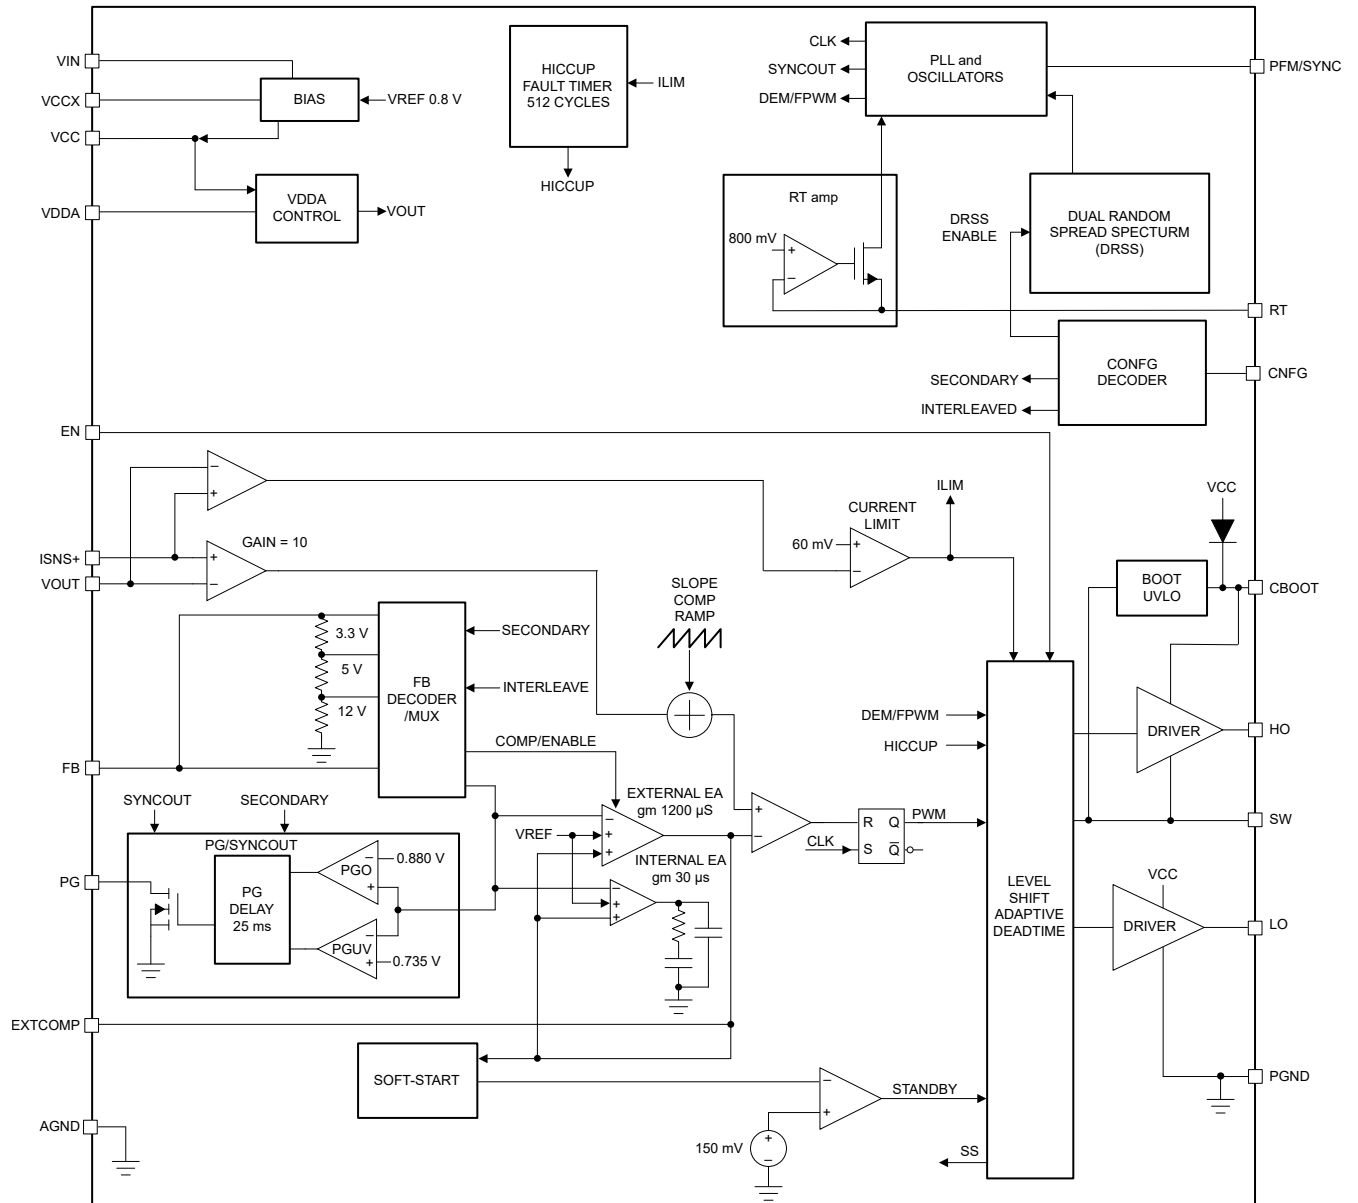 VIN
VCCX
VCC
VDDA
BIAS
VREF 0.8 V
VDDA
CONTROL
VOUT
HICCUP
FAULT TIMER
512 CYCLES
ILIM
HICCUP
CLK
SYNCOUT
DEM/FPWM
PLL and
OSCILLATORS
PFM/SYNC
RT amp
800 mV
+
−
DRSS
ENABLE
DUAL RANDOM
SPREAD SPECTURM
(DRSS)
RT
CONFG
DECODER
CNFG
SECONDARY
INTERLEAVED
EN
−
+
ISNS+
VOUT
+
−
GAIN = 10
CURRENT
LIMIT
60 mV
+
−
ILIM
VCC
BOOT
UVLO
CBOOT
SLOPE
COMP
RAMP
3.3 V
5 V
12 V
FB
DECODER
/MUX
SECONDARY
INTERLEAVE
COMP/ENABLE
FB
DEM/FPWM
HICCUP
DRIVER
HO
SW
SYNCOUT
SECONDARY
PG/SYNCOUT
PG
PG
DELAY
25 ms
PGO
−
+
0.880 V
PGUV
−
+
0.735 V
EXTERNAL EA
gm 1200 µS
VREF
−
+
+
INTERNAL EA
gm 30 µs
−
+
+
+
−
CLK
R
Q
S
Q̅
PWM
LEVEL
SHIFT
ADAPTIVE
DEADTIME
VCC
DRIVER
LO
EXTCOMP
SOFT-START
−
+
STANDBY
150 mV
+
−
SS
PGND
AGND